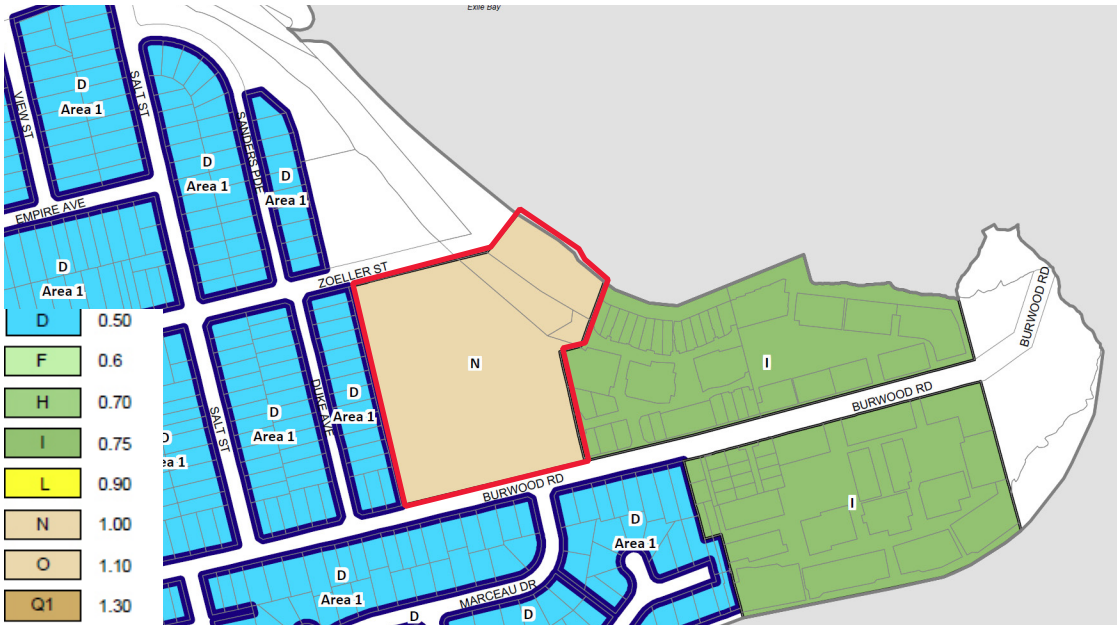 Exile Bay
D
Area 1
SALT ST
VIEW ST
SANDERS PDE
D
Area 1
D
Area 1
EMPIRE AVE
D
Area 1
ZOELLER ST
BURWOOD RD
D 0.50
F 0.6
H 0.70
I 0.75
L 0.90
N 1.00
O 1.10
Q1 1.30
N
I
D
Area 1
DUKE AVE
D
Area 1
SALT ST
D
ea 1
BURWOOD RD
BURWOOD RD
I
D
Area 1
D
Area 1
MARCEAU DR
D
D